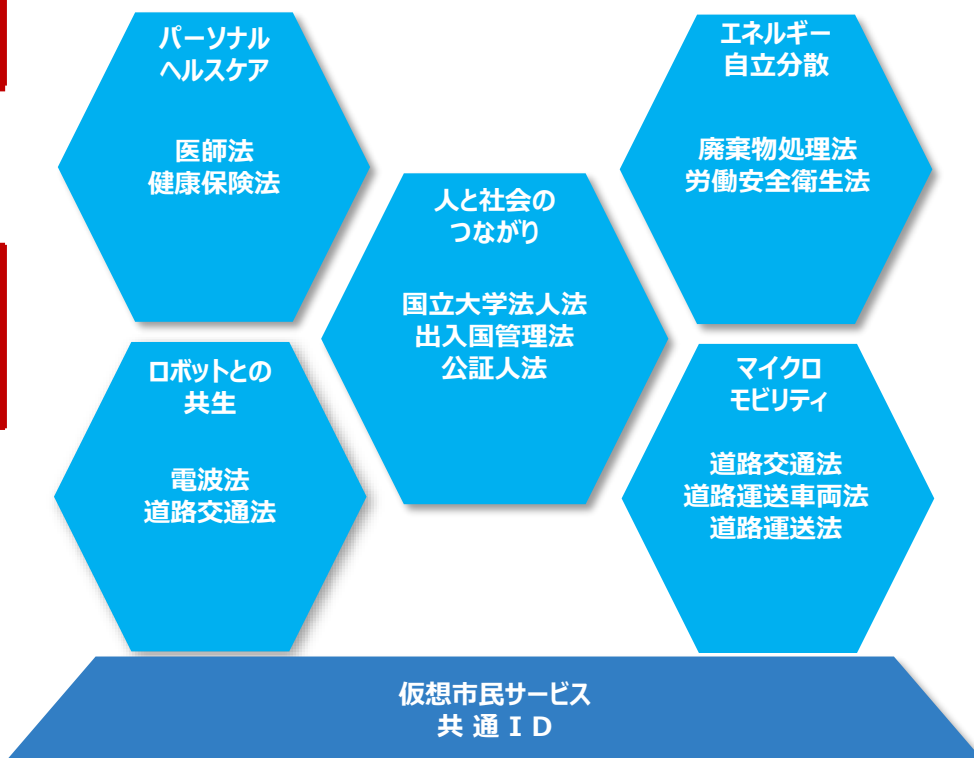 パーソナル
ヘルスケア
医師法
健康保険法
エネルギー
自立分散
廃棄物処理法
労働安全衛生法
人と社会の
つながり
国立大学法人法
出入国管理法
公証人法
ロボットとの
共生
電波法
道路交通法
マイクロ
モビリティ
道路交通法
道路運送車両法
道路運送法
仮想市民サービス
共 通 I D